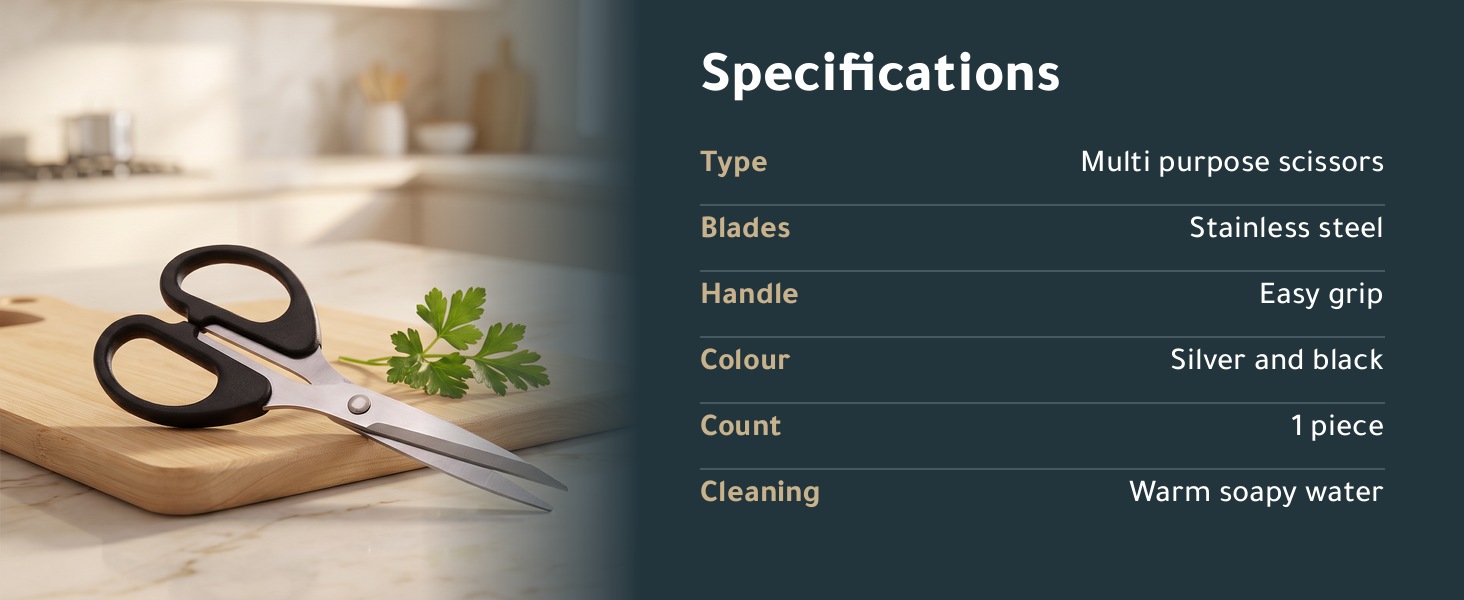 Specifications
Type Multi purpose scissors
Blades Stainless steel
Handle Easy grip
Colour Silver and black
Count 1 piece
Cleaning Warm soapy water